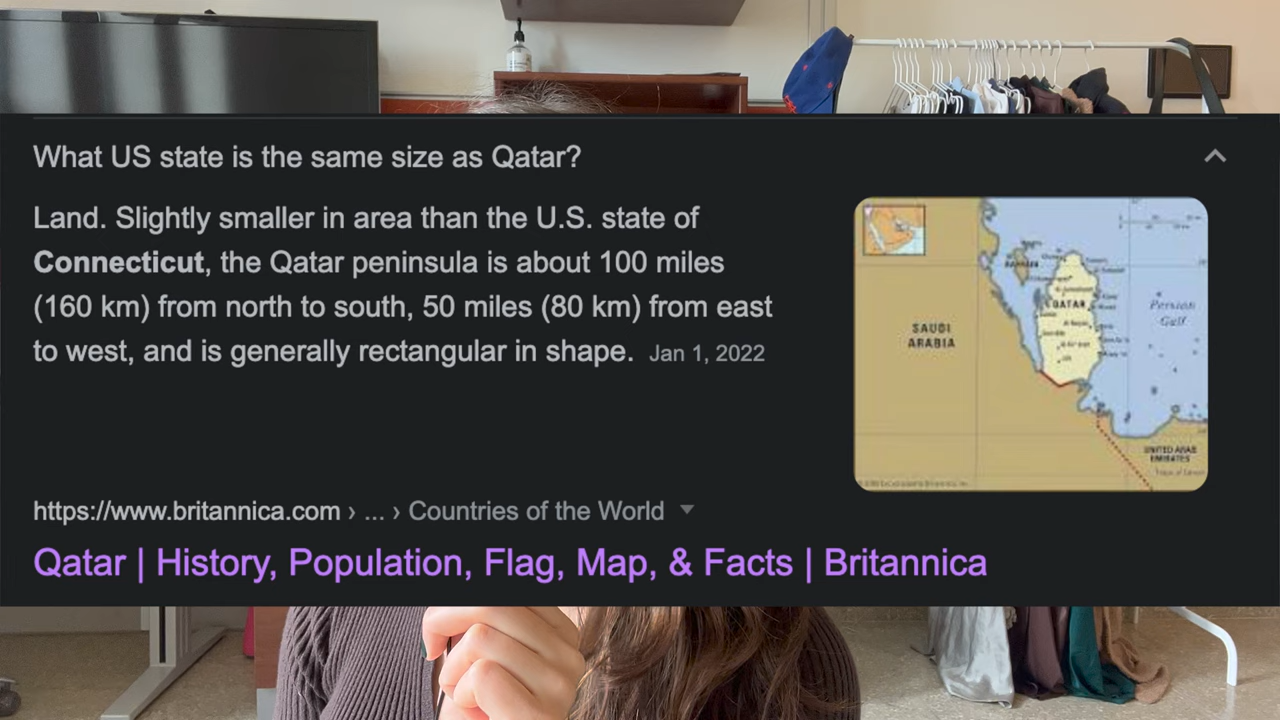 What US state is the same size as Qatar?
Land. Slightly smaller in area than the U.S. state of
Connecticut, the Qatar peninsula is about 100 miles
(160 km) from north to south, 50 miles (80 km) from east
to west, and is generally rectangular in shape. Jan 1, 2022
QATAR
Persian
Gulf
SAUDI
ARABIA
UNITED ARAB
EMIRATES
https://www.britannica.com › ... › Countries of the World
Qatar | History, Population, Flag, Map, & Facts | Britannica